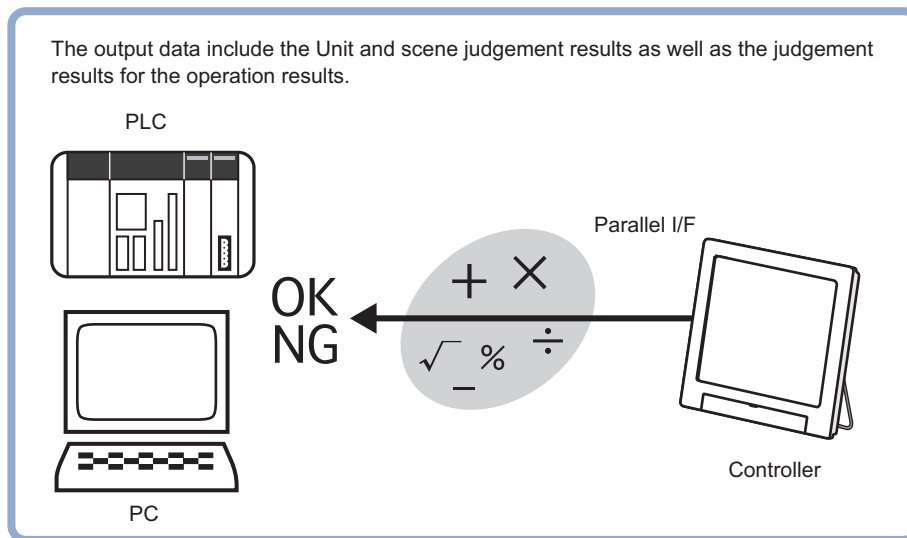 The output data include the Unit and scene judgement results as well as the judgement
results for the operation results.
PLC
Parallel I/F
+ ×
OK
NG
√ % ÷
−
Controller
PC